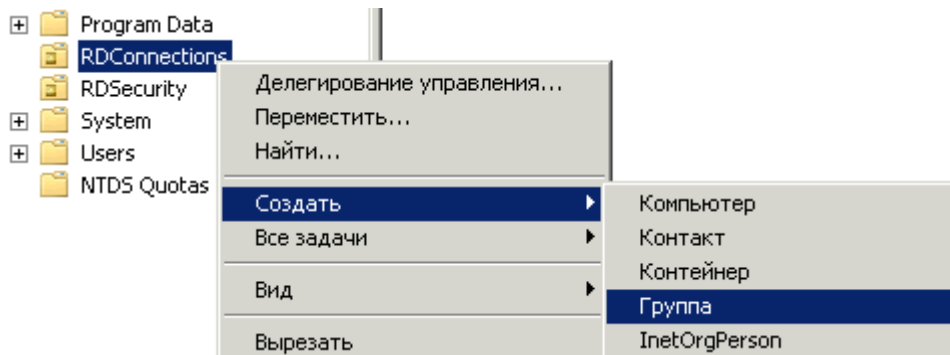 Program Data
RDConnections
RDSecurity
System
Users
NTDS Quotas
Делегирование управления...
Переместить...
Найти...
Создать
Все задачи
Вид
Вырезать
Компьютер
Контакт
Контейнер
Группа
InetOrgPerson